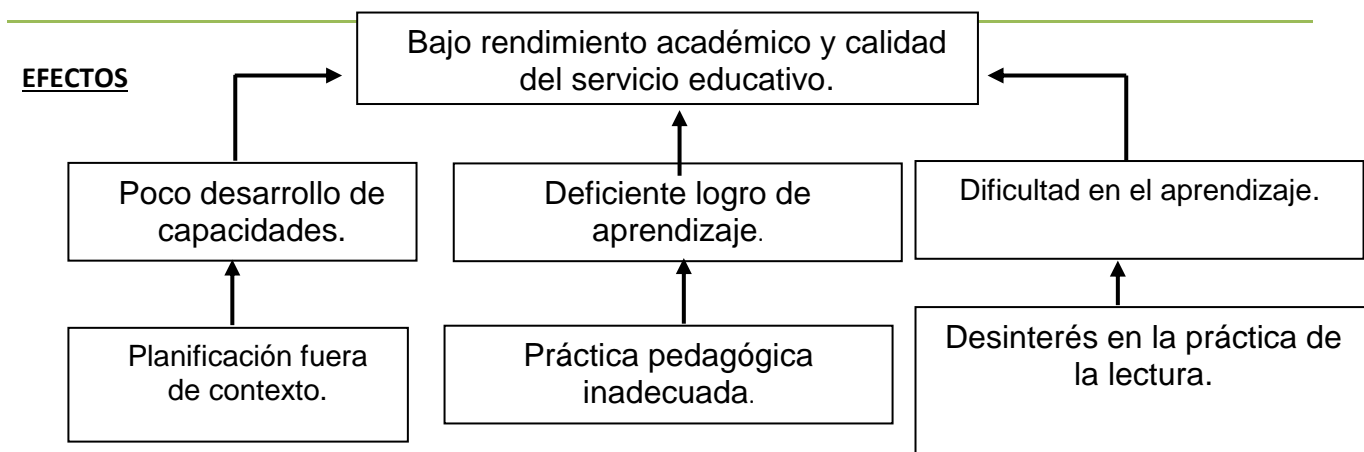 Bajo rendimiento académico y calidad
del servicio educativo.
EFECTOS
Poco desarrollo de
capacidades.
Deficiente logro de
aprendizaje.
Dificultad en el aprendizaje.
Planificación fuera
de contexto.
Práctica pedagógica
inadecuada.
Desinterés en la práctica de
la lectura.